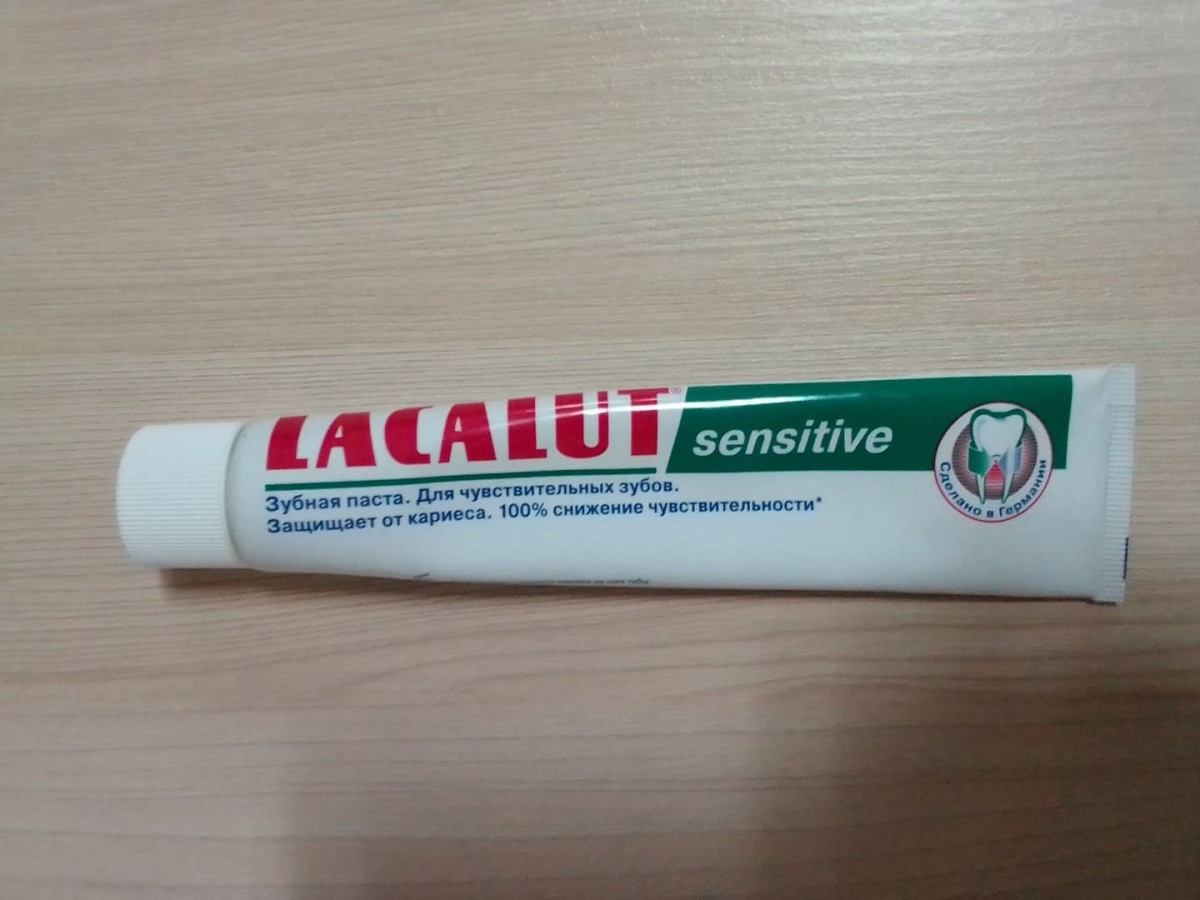 LACALUT® sensitive
Зубная паста. Для чувствительных зубов.
Защищает от кариеса. 100% снижение чувствительности*
Сделано в Германии